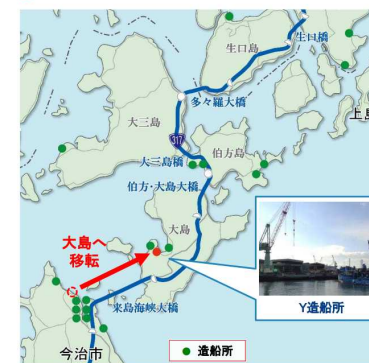 生口島
生口橋
多々羅大橋
上島
大三島
317
大三島橋
伯方島
伯方・大島大橋
大島
大島へ
移転
来島海峡大橋
Y造船所
今治市
造船所